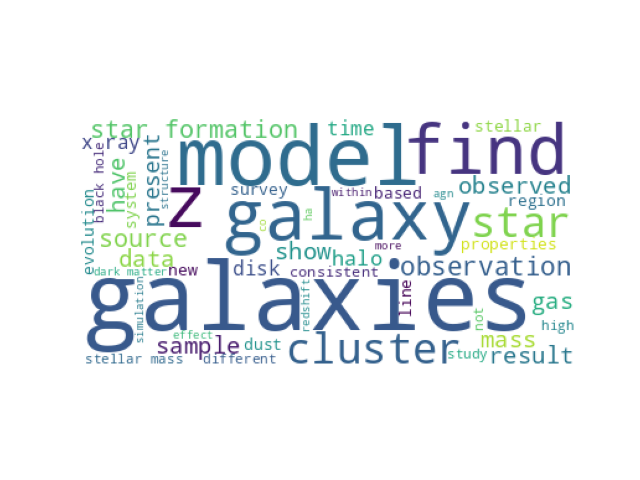 star formation
time
stellar
x ray
model
find
black hole
have
system
present
structure
z
survey
within
based
agn
observed
region
galaxy
star
co
ha
properties
source
data
show
halo
more
evolution
dark matter
new
disk
consistent
line
observation
galaxies
simulation
redshift
gas
not
high
effect
mass
stellar mass
sample
different
dust
cluster
study
result